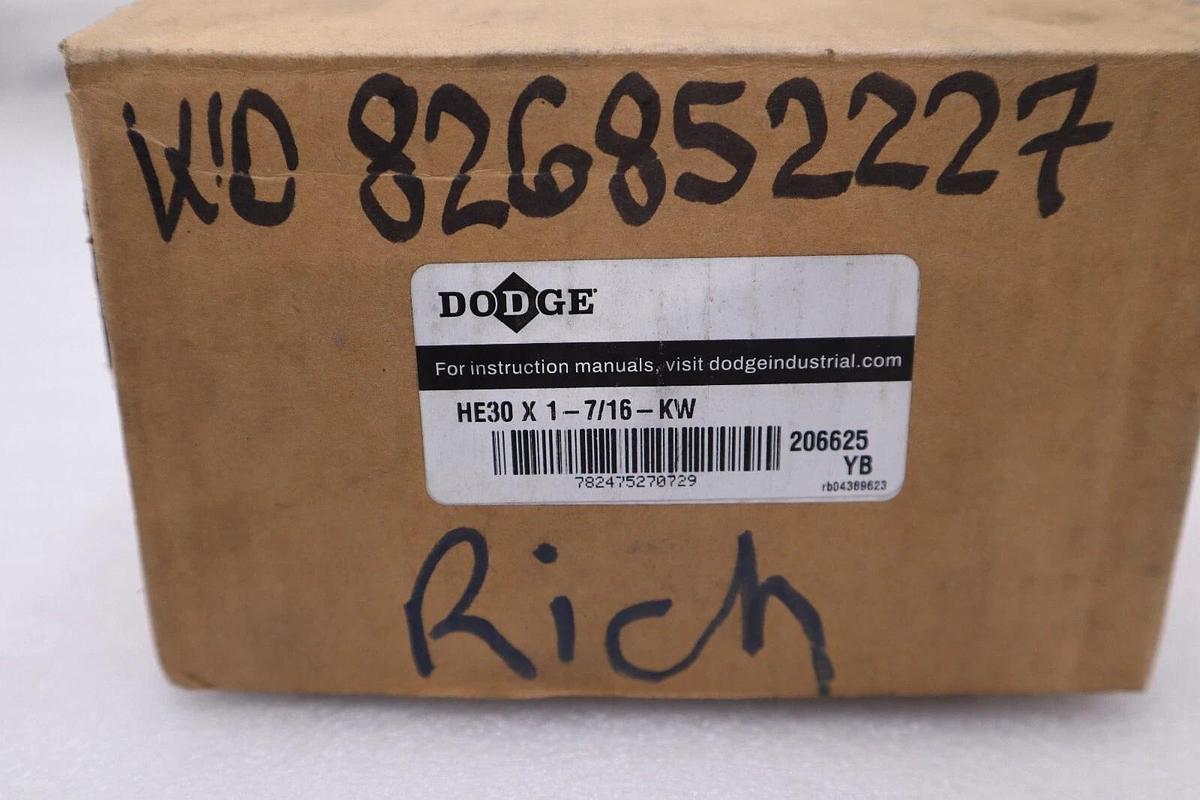 W.O 826852227
DODGE
For instruction manuals, visit dodgeindustrial.com
HE30 X 1-7/16-KW
206625
YB
782475270729
rb04389623
Rich